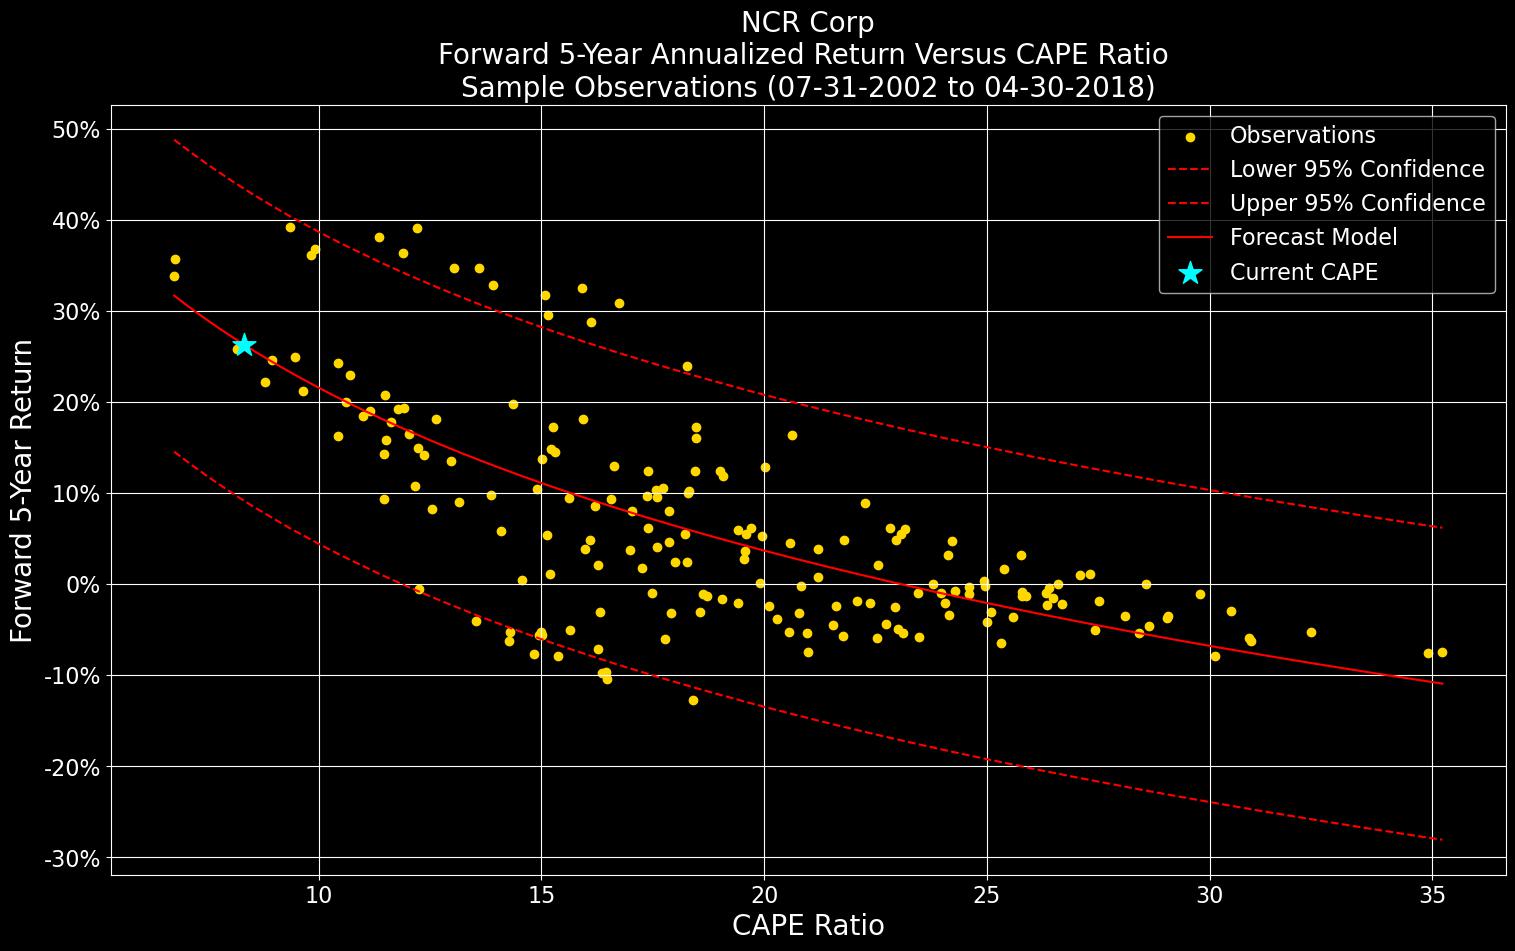 NCR Corp
Forward 5-Year Annualized Return Versus CAPE Ratio
Sample Observations (07-31-2002 to 04-30-2018)
Observations
Lower 95% Confidence
Upper 95% Confidence
Forecast Model
Current CAPE
Forward 5-Year Return
50%
40%
30%
20%
10%
0%
-10%
-20%
-30%
10 15 20 25 30 35
CAPE Ratio